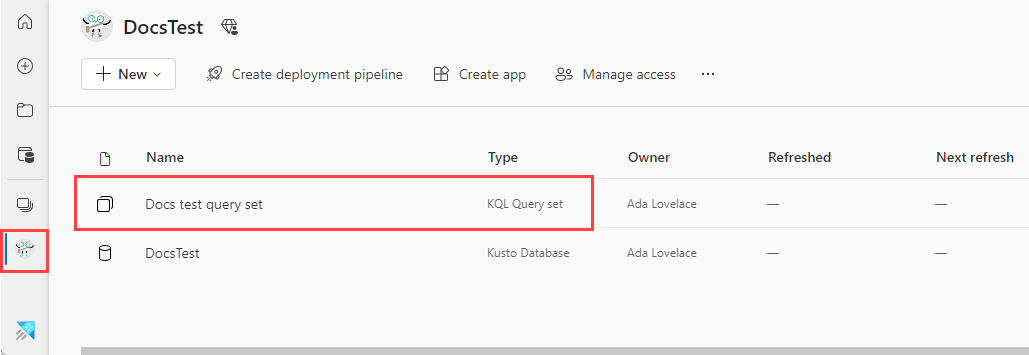 DocsTest
New Create deployment pipeline Create app Manage access ...
Name Type Owner Refreshed Next refresh
Docs test query set KQL Query set Ada Lovelace — —
DocsTest Kusto Database Ada Lovelace — —